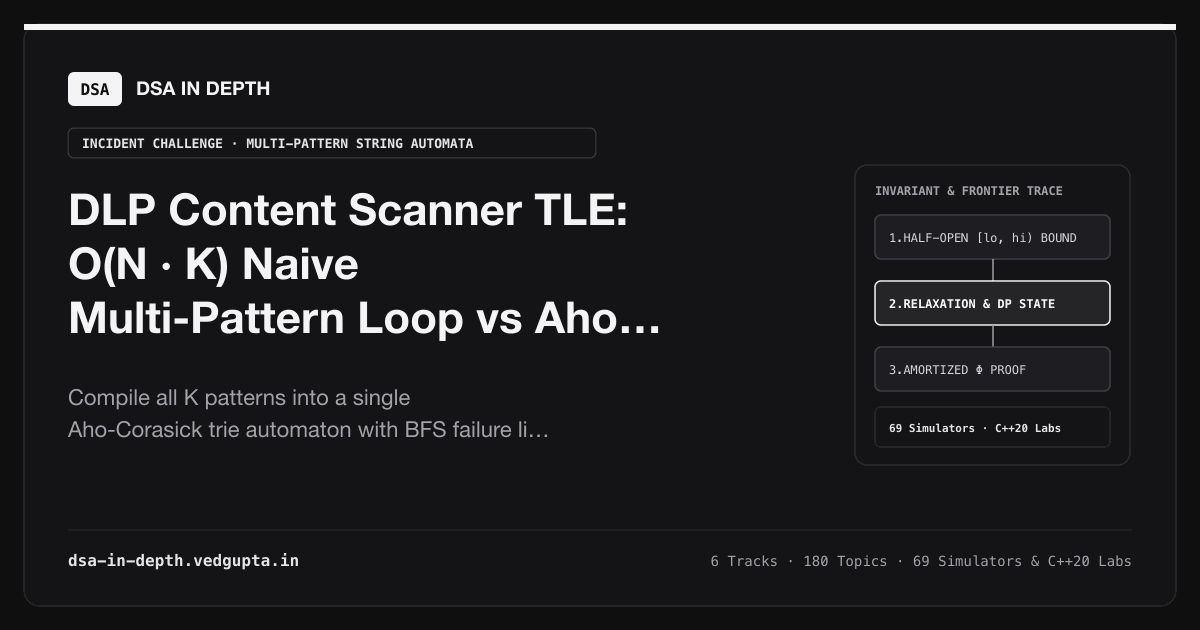 DSA
DSA IN DEPTH
INCIDENT CHALLENGE · MULTI-PATTERN STRING AUTOMATA
DLP Content Scanner TLE:
O(N · K) Naive
Multi-Pattern Loop vs Aho...
Compile all K patterns into a single
Aho-Corasick trie automaton with BFS failure li...
INVARIANT & FRONTIER TRACE
1.HALF-OPEN [lo, hi) BOUND
2.RELAXATION & DP STATE
3.AMORTIZED Φ PROOF
69 Simulators · C++20 Labs
dsa-in-depth.vedgupta.in
6 Tracks · 180 Topics · 69 Simulators & C++20 Labs